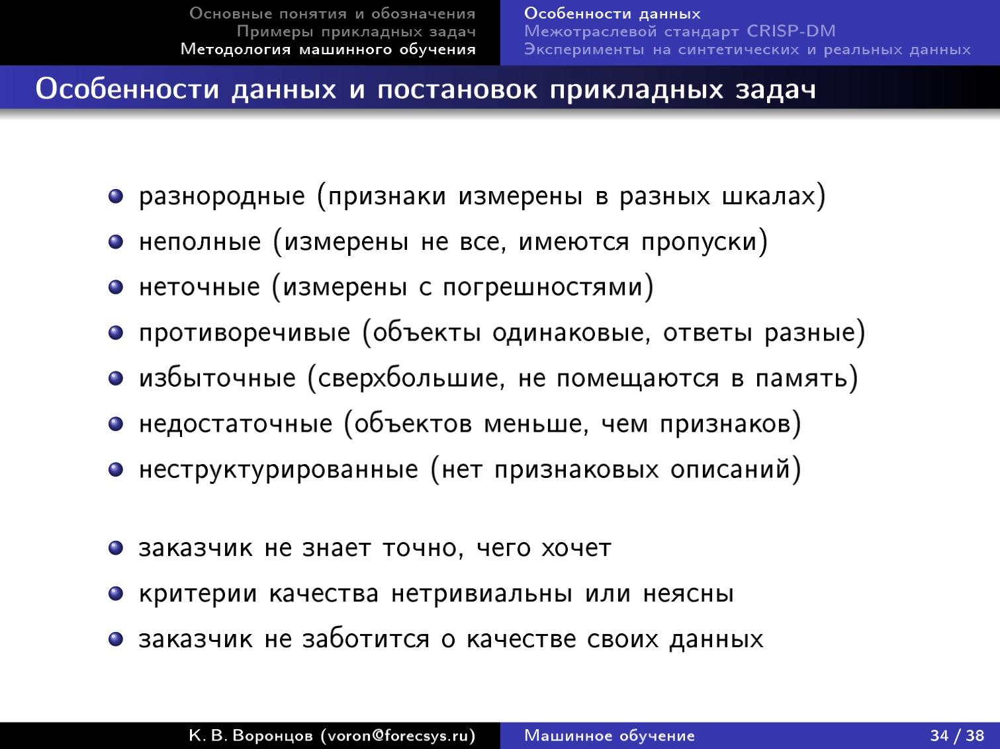 Основные понятия и обозначения
Примеры прикладных задач
Методология машинного обучения
Особенности данных
Межотраслевой стандарт CRISP-DM
Эксперименты на синтетических и реальных данных
Особенности данных и постановок прикладных задач
разнородные (признаки измерены в разных шкалах)
неполные (измерены не все, имеются пропуски)
неточные (измерены с погрешностями)
противоречивые (объекты одинаковые, ответы разные)
избыточные (сверхбольшие, не помещаются в память)
недостаточные (объектов меньше, чем признаков)
неструктурированные (нет признаковых описаний)
заказчик не знает точно, чего хочет
критерии качества нетривиальны или неясны
заказчик не заботится о качестве своих данных
К. В. Воронцов (voron@forecsys.ru)
Машинное обучение
34 / 38